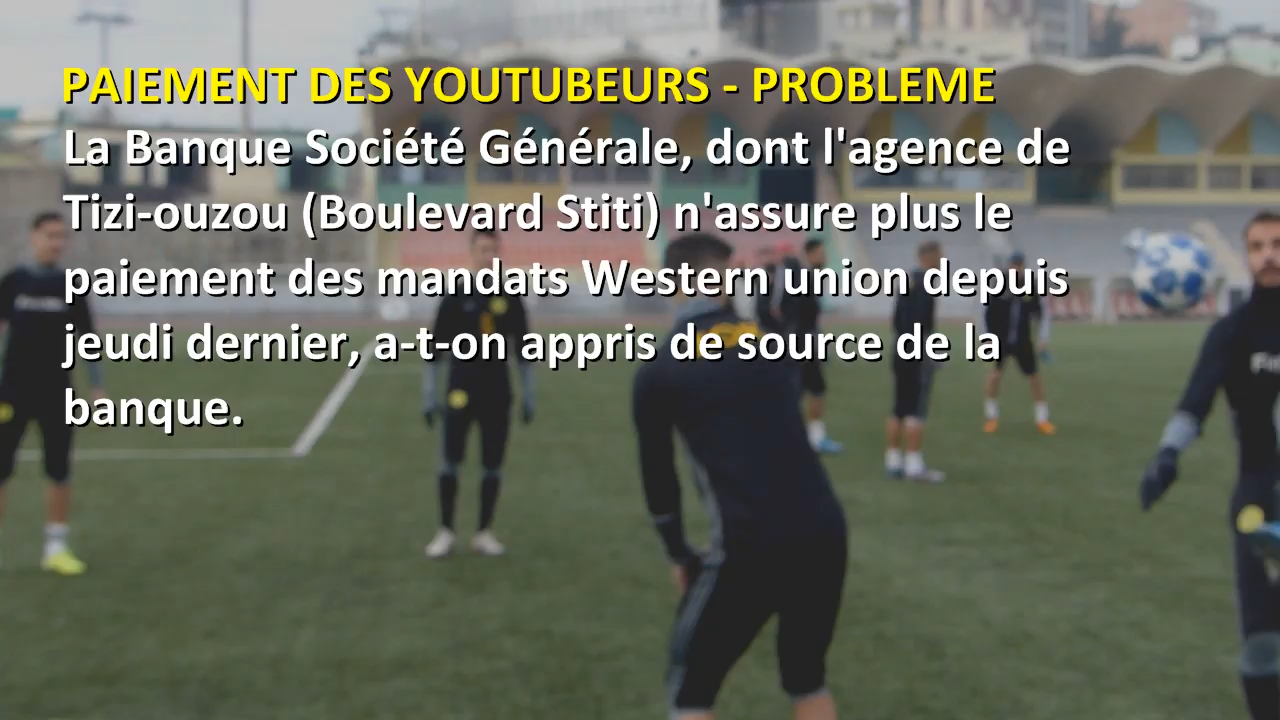 PAIEMENT DES YOUTUBEURS - PROBLEME
La Banque Société Générale, dont l'agence de
Tizi-ouzou (Boulevard Stiti) n'assure plus le
paiement des mandats Western union depuis
jeudi dernier, a-t-on appris de source de la
banque.